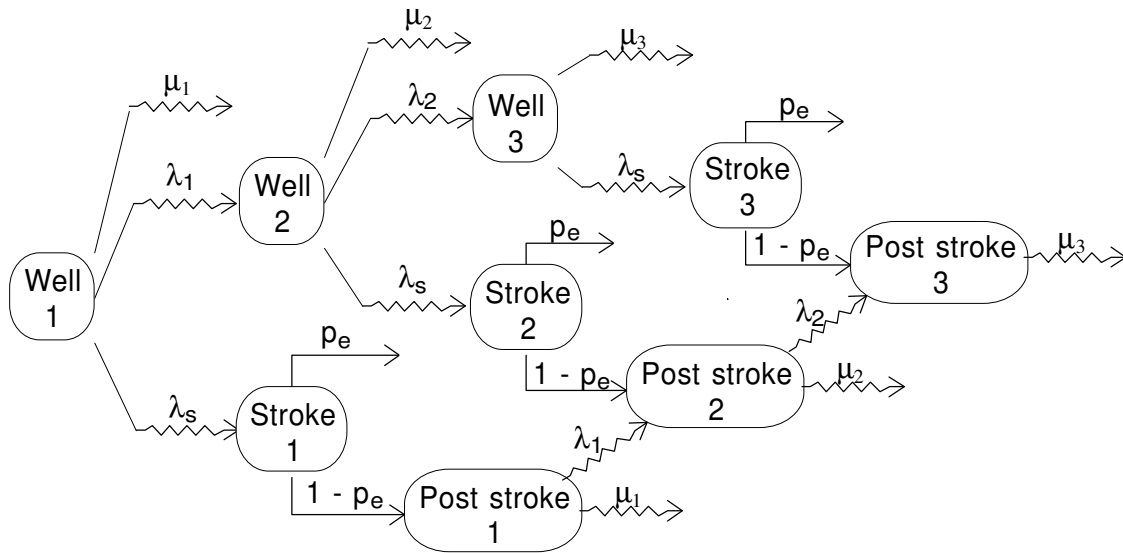 μ2
μ3
μ1
λ2
Well
3
pe
λ1
Well
2
λs
Stroke
3
pe
1 - pe
Post stroke
3
μ3
Well
1
λs
Stroke
2
λ2
pe
1 - pe
Post stroke
2
μ2
λs
Stroke
1
λ1
1 - pe
Post stroke
1
μ1